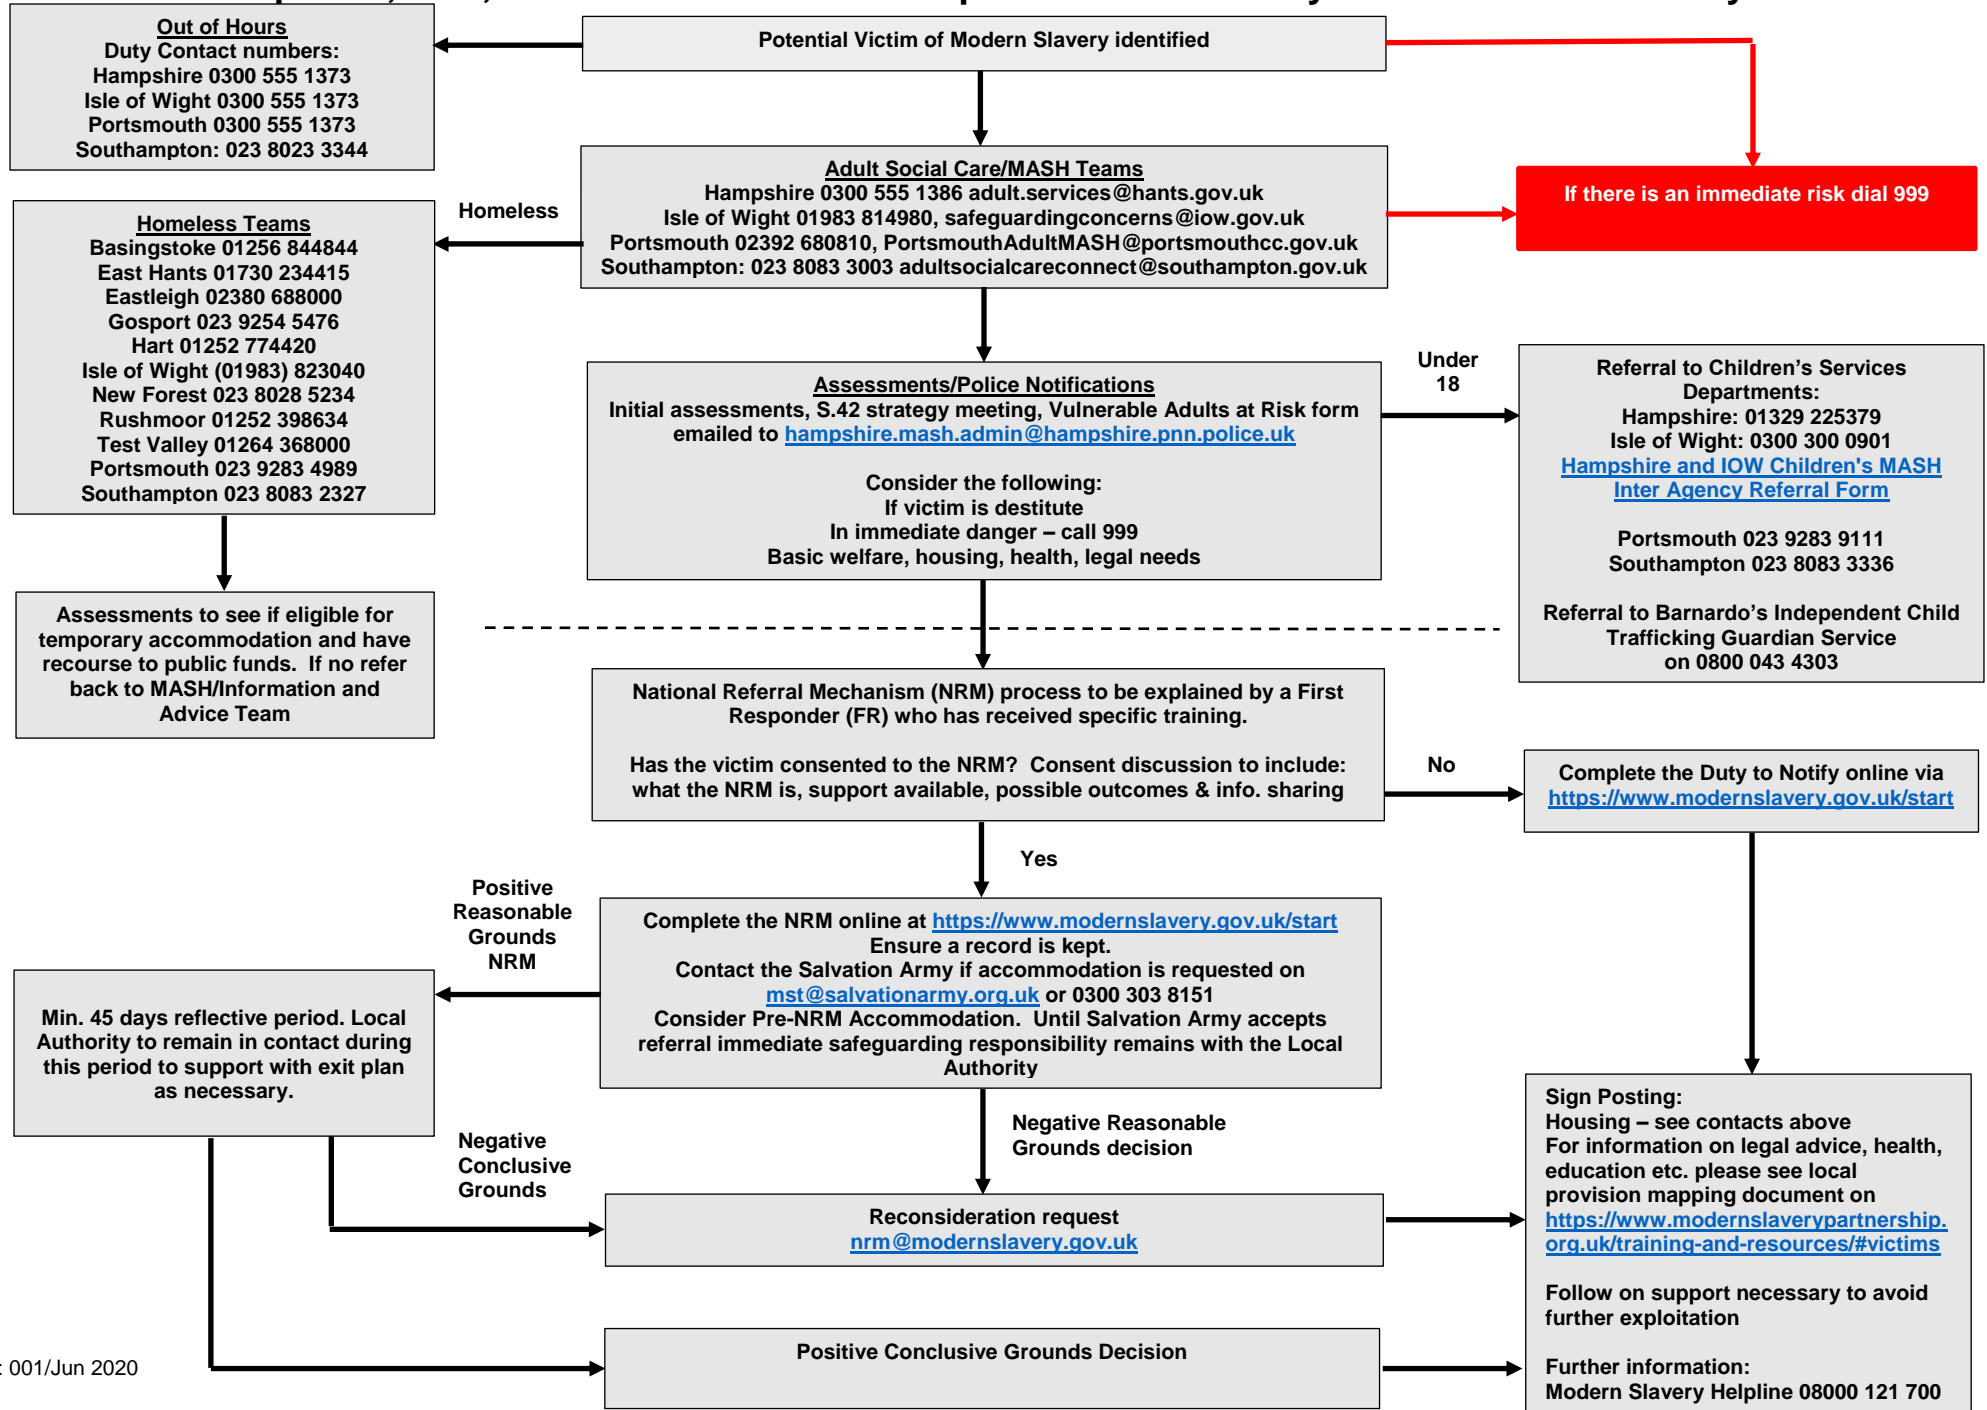 Out of Hours
Duty Contact numbers:
Hampshire 0300 555 1373
Isle of Wight 0300 555 1373
Portsmouth 0300 555 1373
Southampton: 023 8023 3344
Potential Victim of Modern Slavery identified
Adult Social Care/MASH Teams
Hampshire 0300 555 1386 adult.services@hants.gov.uk
Isle of Wight 01983 814980, safeguardingconcerns@iow.gov.uk
Portsmouth 02392 680810, PortsmouthAdultMASH@portsmouthcc.gov.uk
Southampton: 023 8083 3003 adultsocialcareconnect@southampton.gov.uk
If there is an immediate risk dial 999
Homeless
Homeless Teams
Basingstoke 01256 844844
East Hants 01730 234415
Eastleigh 02380 688000
Gosport 023 9254 5476
Hart 01252 774420
Isle of Wight (01983) 823040
New Forest 023 8028 5234
Rushmoor 01252 398634
Test Valley 01264 368000
Portsmouth 023 9283 4989
Southampton 023 8083 2327
Assessments/Police Notifications
Initial assessments, S.42 strategy meeting, Vulnerable Adults at Risk form
emailed to hampshire.mash.admin@hampshire.pnn.police.uk
Consider the following:
If victim is destitute
In immediate danger – call 999
Basic welfare, housing, health, legal needs
Under
18
Referral to Children’s Services
Departments:
Hampshire: 01329 225379
Isle of Wight: 0300 300 0901
Hampshire and IOW Children's MASH
Inter Agency Referral Form
Portsmouth 023 9283 9111
Southampton 023 8083 3336
Referral to Barnardo’s Independent Child
Trafficking Guardian Service
on 0800 043 4303
Assessments to see if eligible for
temporary accommodation and have
recourse to public funds. If no refer
back to MASH/Information and
Advice Team
National Referral Mechanism (NRM) process to be explained by a First
Responder (FR) who has received specific training.
Has the victim consented to the NRM? Consent discussion to include:
what the NRM is, support available, possible outcomes & info. sharing
No
Complete the Duty to Notify online via
https://www.modernslavery.gov.uk/start
Yes
Positive
Reasonable
Grounds
NRM
Complete the NRM online at https://www.modernslavery.gov.uk/start
Ensure a record is kept.
Contact the Salvation Army if accommodation is requested on
mst@salvationarmy.org.uk or 0300 303 8151
Consider Pre-NRM Accommodation. Until Salvation Army accepts
referral immediate safeguarding responsibility remains with the Local
Authority
Min. 45 days reflective period. Local
Authority to remain in contact during
this period to support with exit plan
as necessary.
Negative
Conclusive
Grounds
Negative Reasonable
Grounds decision
Reconsideration request
nrm@modernslavery.gov.uk
Positive Conclusive Grounds Decision
Sign Posting:
Housing – see contacts above
For information on legal advice, health,
education etc. please see local
provision mapping document on
https://www.modernslaverypartnership.
org.uk/training-and-resources/#victims
Follow on support necessary to avoid
further exploitation
Further information:
Modern Slavery Helpline 08000 121 700
: 001/Jun 2020